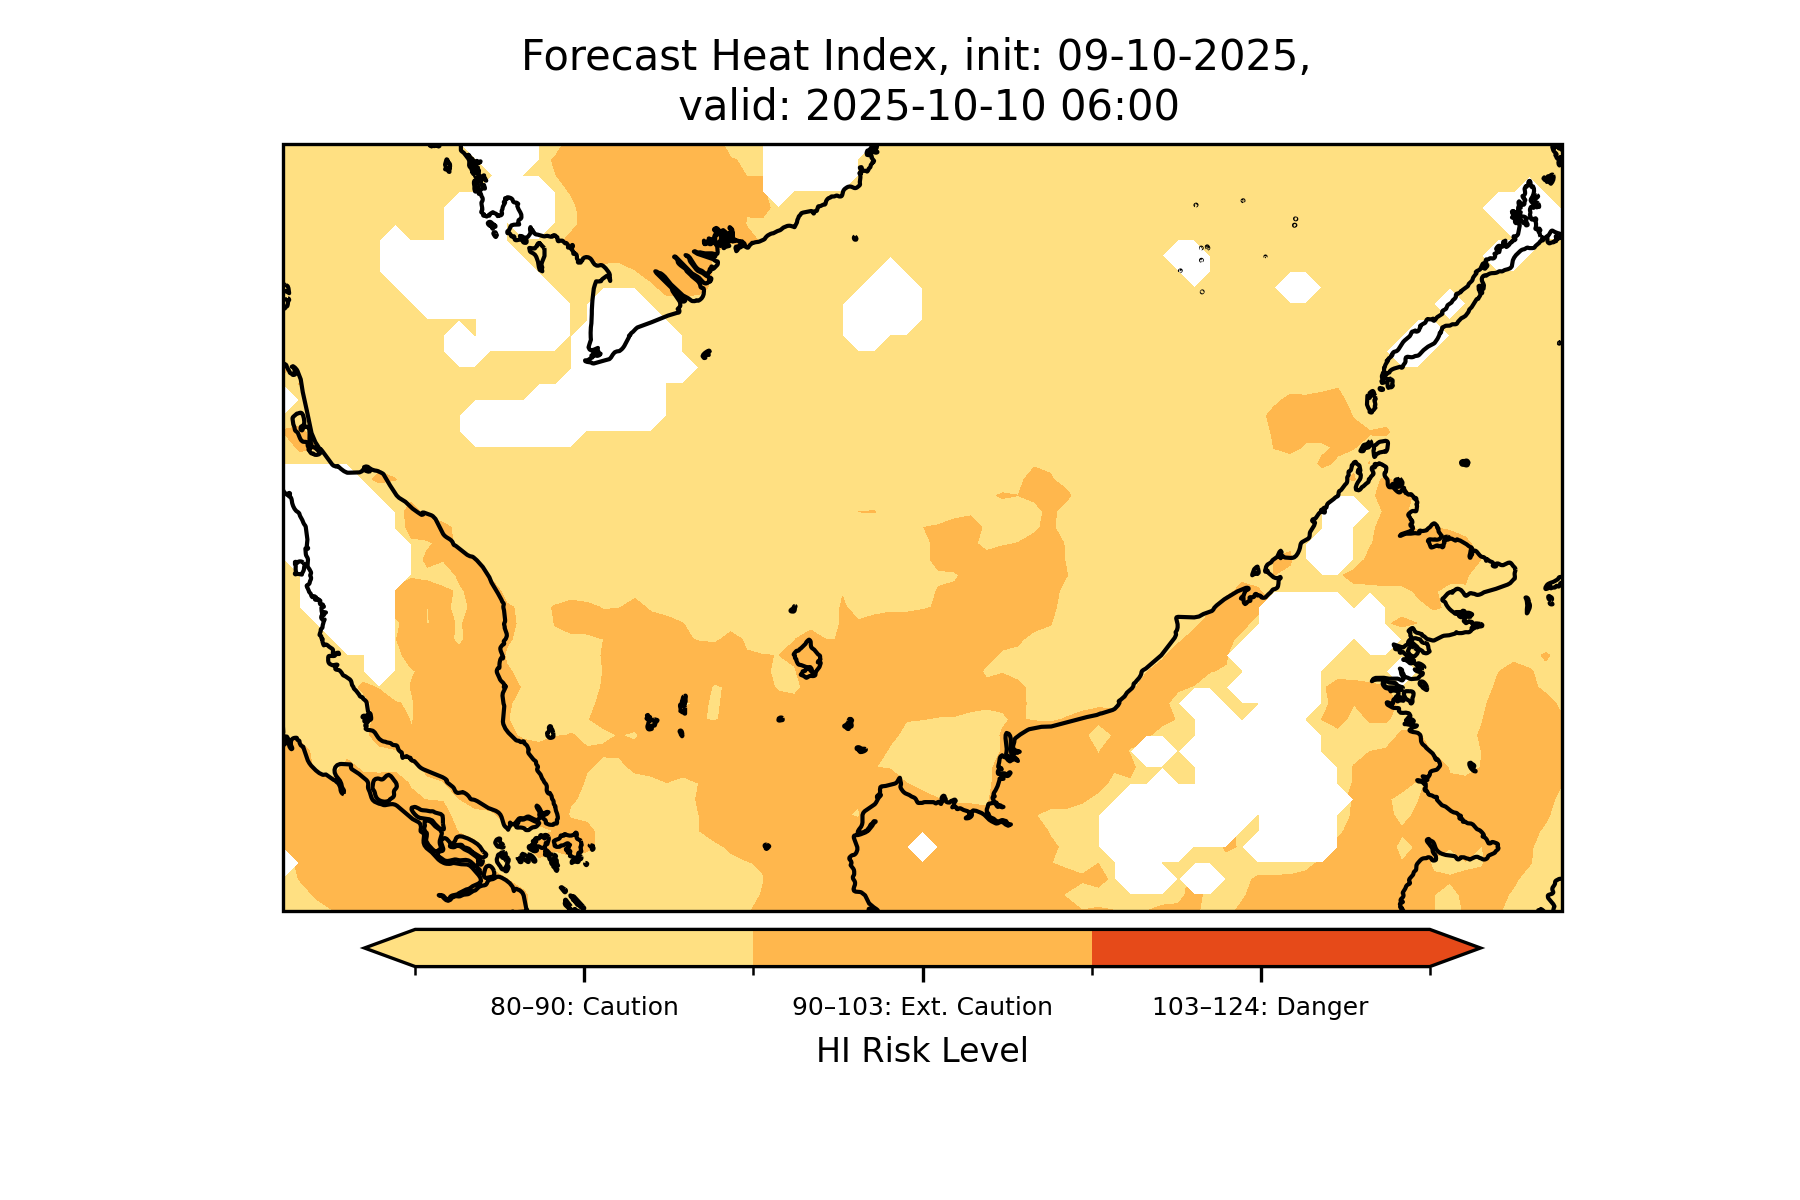 Forecast Heat Index, init: 09-10-2025,
valid: 2025-10-10 06:00
80–90: Caution
90–103: Ext. Caution
103–124: Danger
HI Risk Level